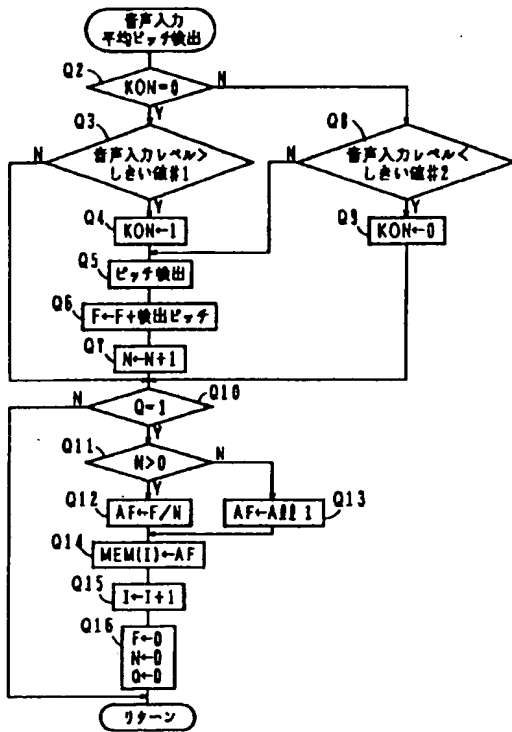 音声入力
平均ピッチ検出
Q2
KON=0
N
Y
Q3
音声入力レベル>
しきい値#1
N
Y
Q8
音声入力レベル<
しきい値#2
N
Y
Q4
KON←1
Q9
KON←0
Q5
ピッチ検出
Q6
F←F+検出ピッチ
Q7
N←N+1
Q10
Q=1
N
Y
Q11
N>0
N
Y
Q12
AF←F/N
AF←All 1
Q13
Q14
MEM(I)←AF
Q15
I←I+1
Q16
F←0
N←0
Q←0
リターン